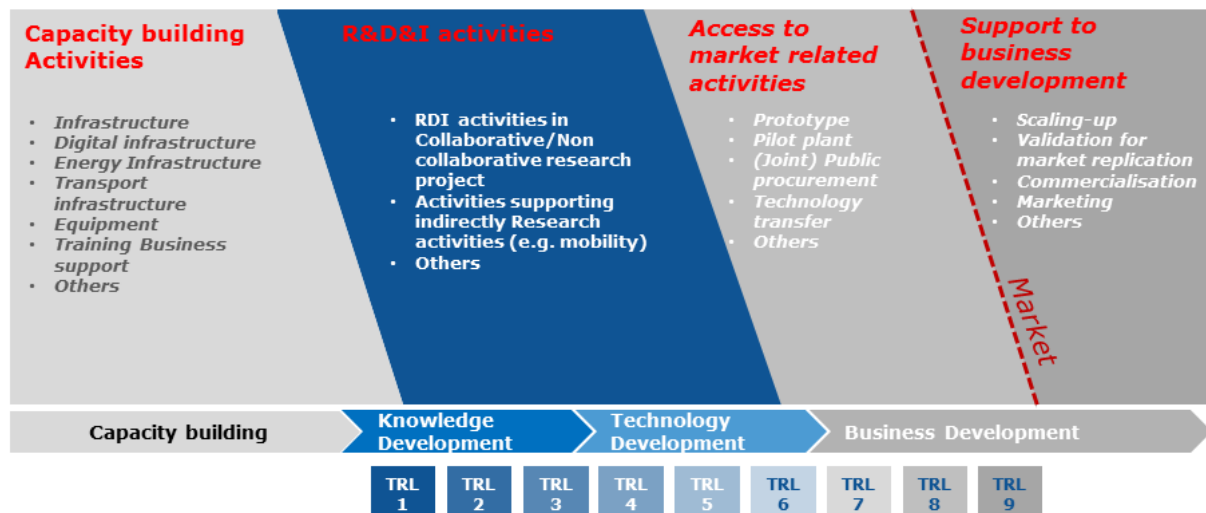 Capacity building
Activities
• Infrastructure
• Digital infrastructure
• Energy Infrastructure
• Transport
infrastructure
• Equipment
• Training Business
support
• Others
R&D&I activities
• RDI activities in
Collaborative/Non
collaborative research
project
• Activities supporting
indirectly Research
activities (e.g. mobility)
• Others
Access to
market related
activities
• Prototype
• Pilot plant
• (Joint) Public
procurement
• Technology
transfer
• Others
Support to
business
development
• Scaling-up
• Validation for
market replication
• Commercialisation
• Marketing
• Others
Market
Capacity building
Knowledge
Development
Technology
Development
Business Development
TRL
1
TRL
2
TRL
3
TRL
4
TRL
5
TRL
6
TRL
7
TRL
8
TRL
9